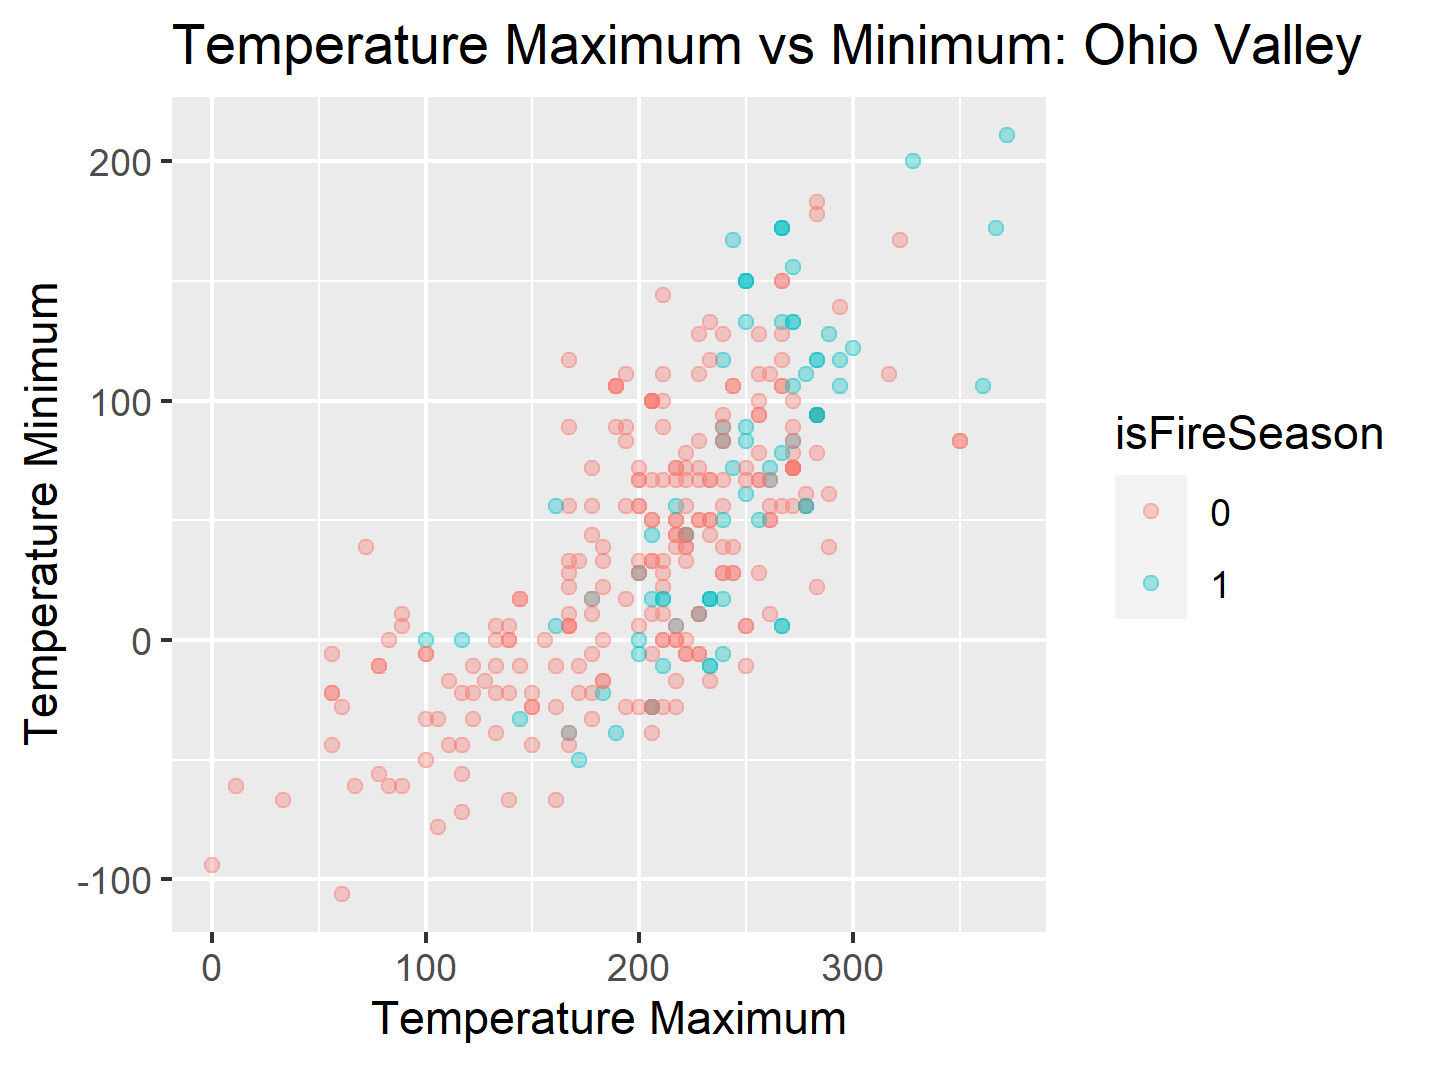 Temperature Maximum vs Minimum: Ohio Valley
Temperature Minimum
200
100
0
-100
0
100
200
300
Temperature Maximum
isFireSeason
0
1